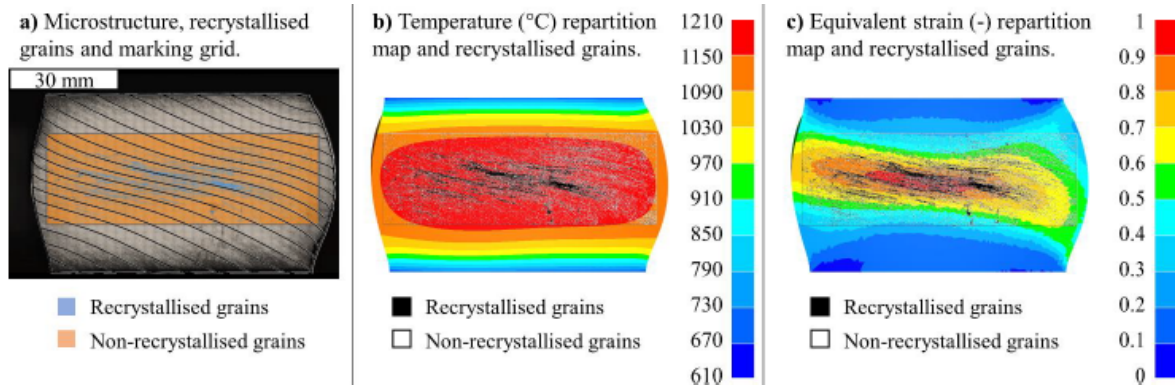 a) Microstructure, recrystallised
grains and marking grid.
30 mm
Recrystallised grains
Non-recrystallised grains
b) Temperature (°C) repartition
map and recrystallised grains.
1210
1150
1090
1030
970
910
850
790
730
670
610
Recrystallised grains
Non-recrystallised grains
c) Equivalent strain (-) repartition
map and recrystallised grains.
1
0.9
0.8
0.7
0.6
0.5
0.4
0.3
0.2
0.1
0
Recrystallised grains
Non-recrystallised grains